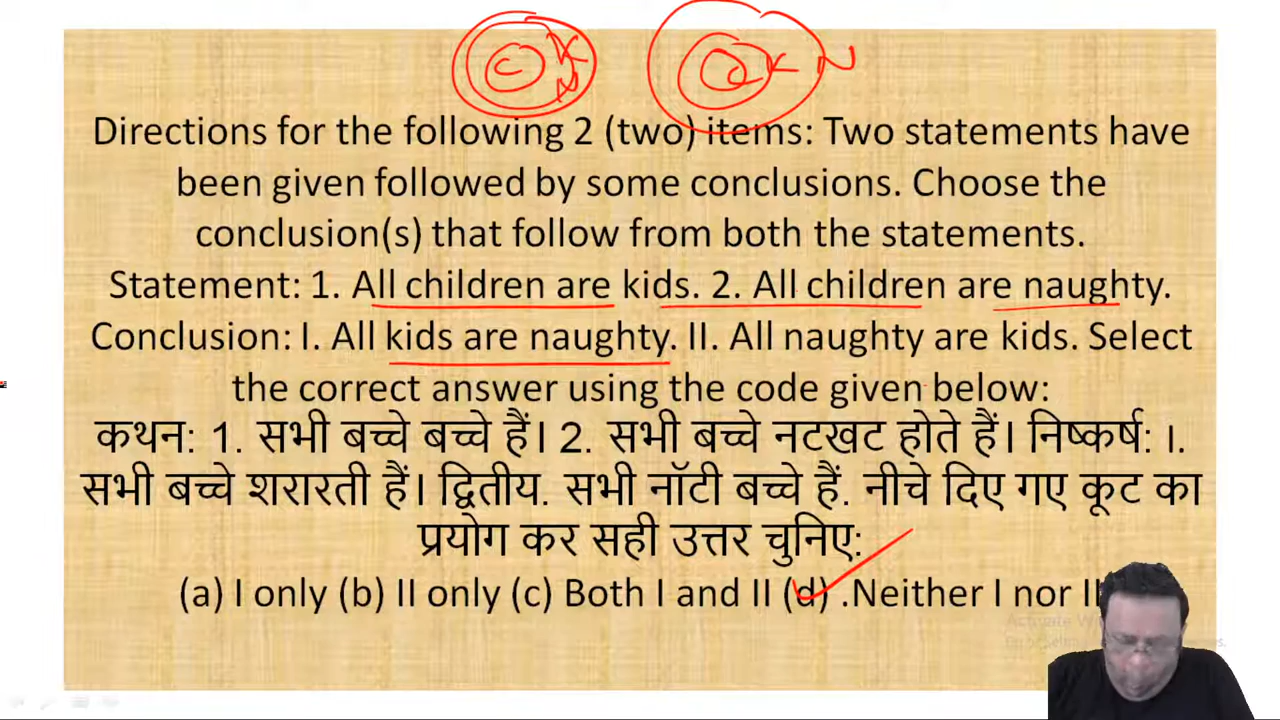 C K N
C K N
Directions for the following 2 (two) items: Two statements have
been given followed by some conclusions. Choose the
conclusion(s) that follow from both the statements.
Statement: 1. All children are kids. 2. All children are naughty.
Conclusion: I. All kids are naughty. II. All naughty are kids. Select
the correct answer using the code given below:
कथन: 1. सभी बच्चे बच्चे हैं। 2. सभी बच्चे नटखट होते हैं। निष्कर्ष: ।.
सभी बच्चे शरारती हैं। द्वितीय. सभी नॉटी बच्चे हैं. नीचे दिए गए कूट का
प्रयोग कर सही उत्तर चुनिए:
(a) I only (b) II only (c) Both I and II (d) .Neither I nor II